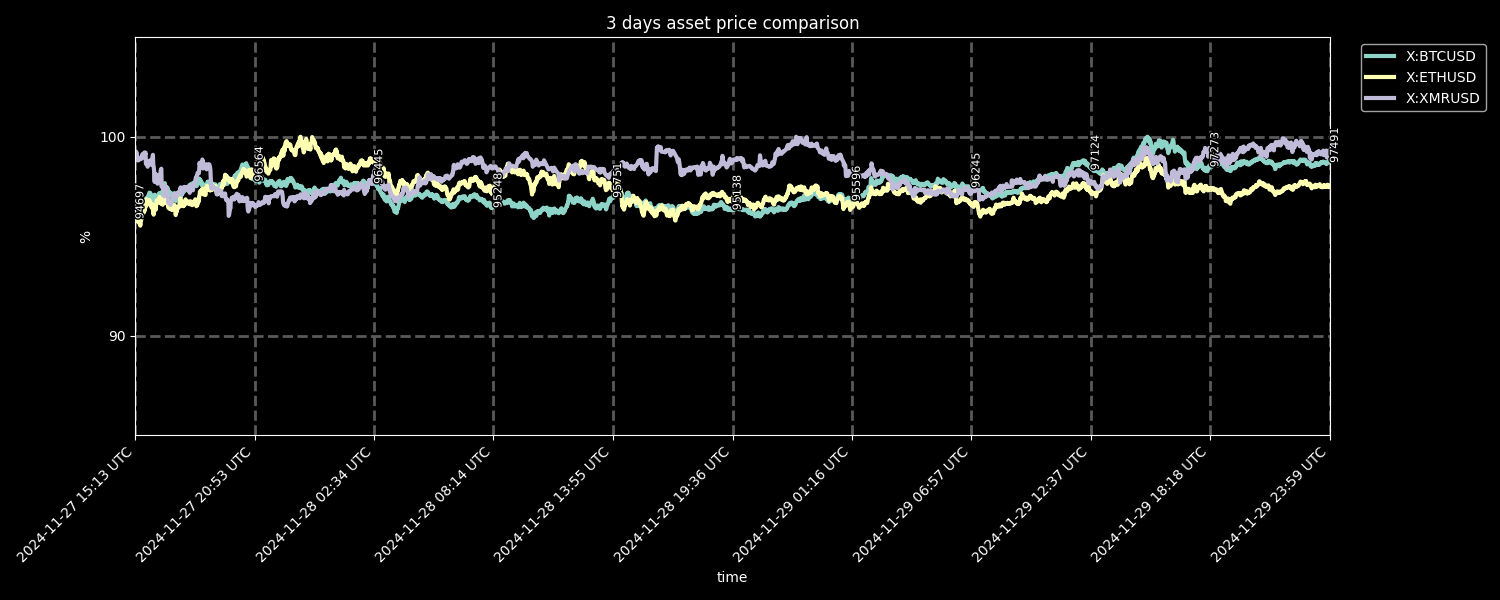 3 days asset price comparison
X:BTCUSD
X:ETHUSD
X:XMRUSD
100
90
%
94697
96564
96445
95248
95751
95138
95596
96245
97124
97273
97491
2024-11-27 15:13 UTC
2024-11-27 20:53 UTC
2024-11-28 02:34 UTC
2024-11-28 08:14 UTC
2024-11-28 13:55 UTC
2024-11-28 19:36 UTC
2024-11-29 01:16 UTC
2024-11-29 06:57 UTC
2024-11-29 12:37 UTC
2024-11-29 18:18 UTC
2024-11-29 23:59 UTC
time